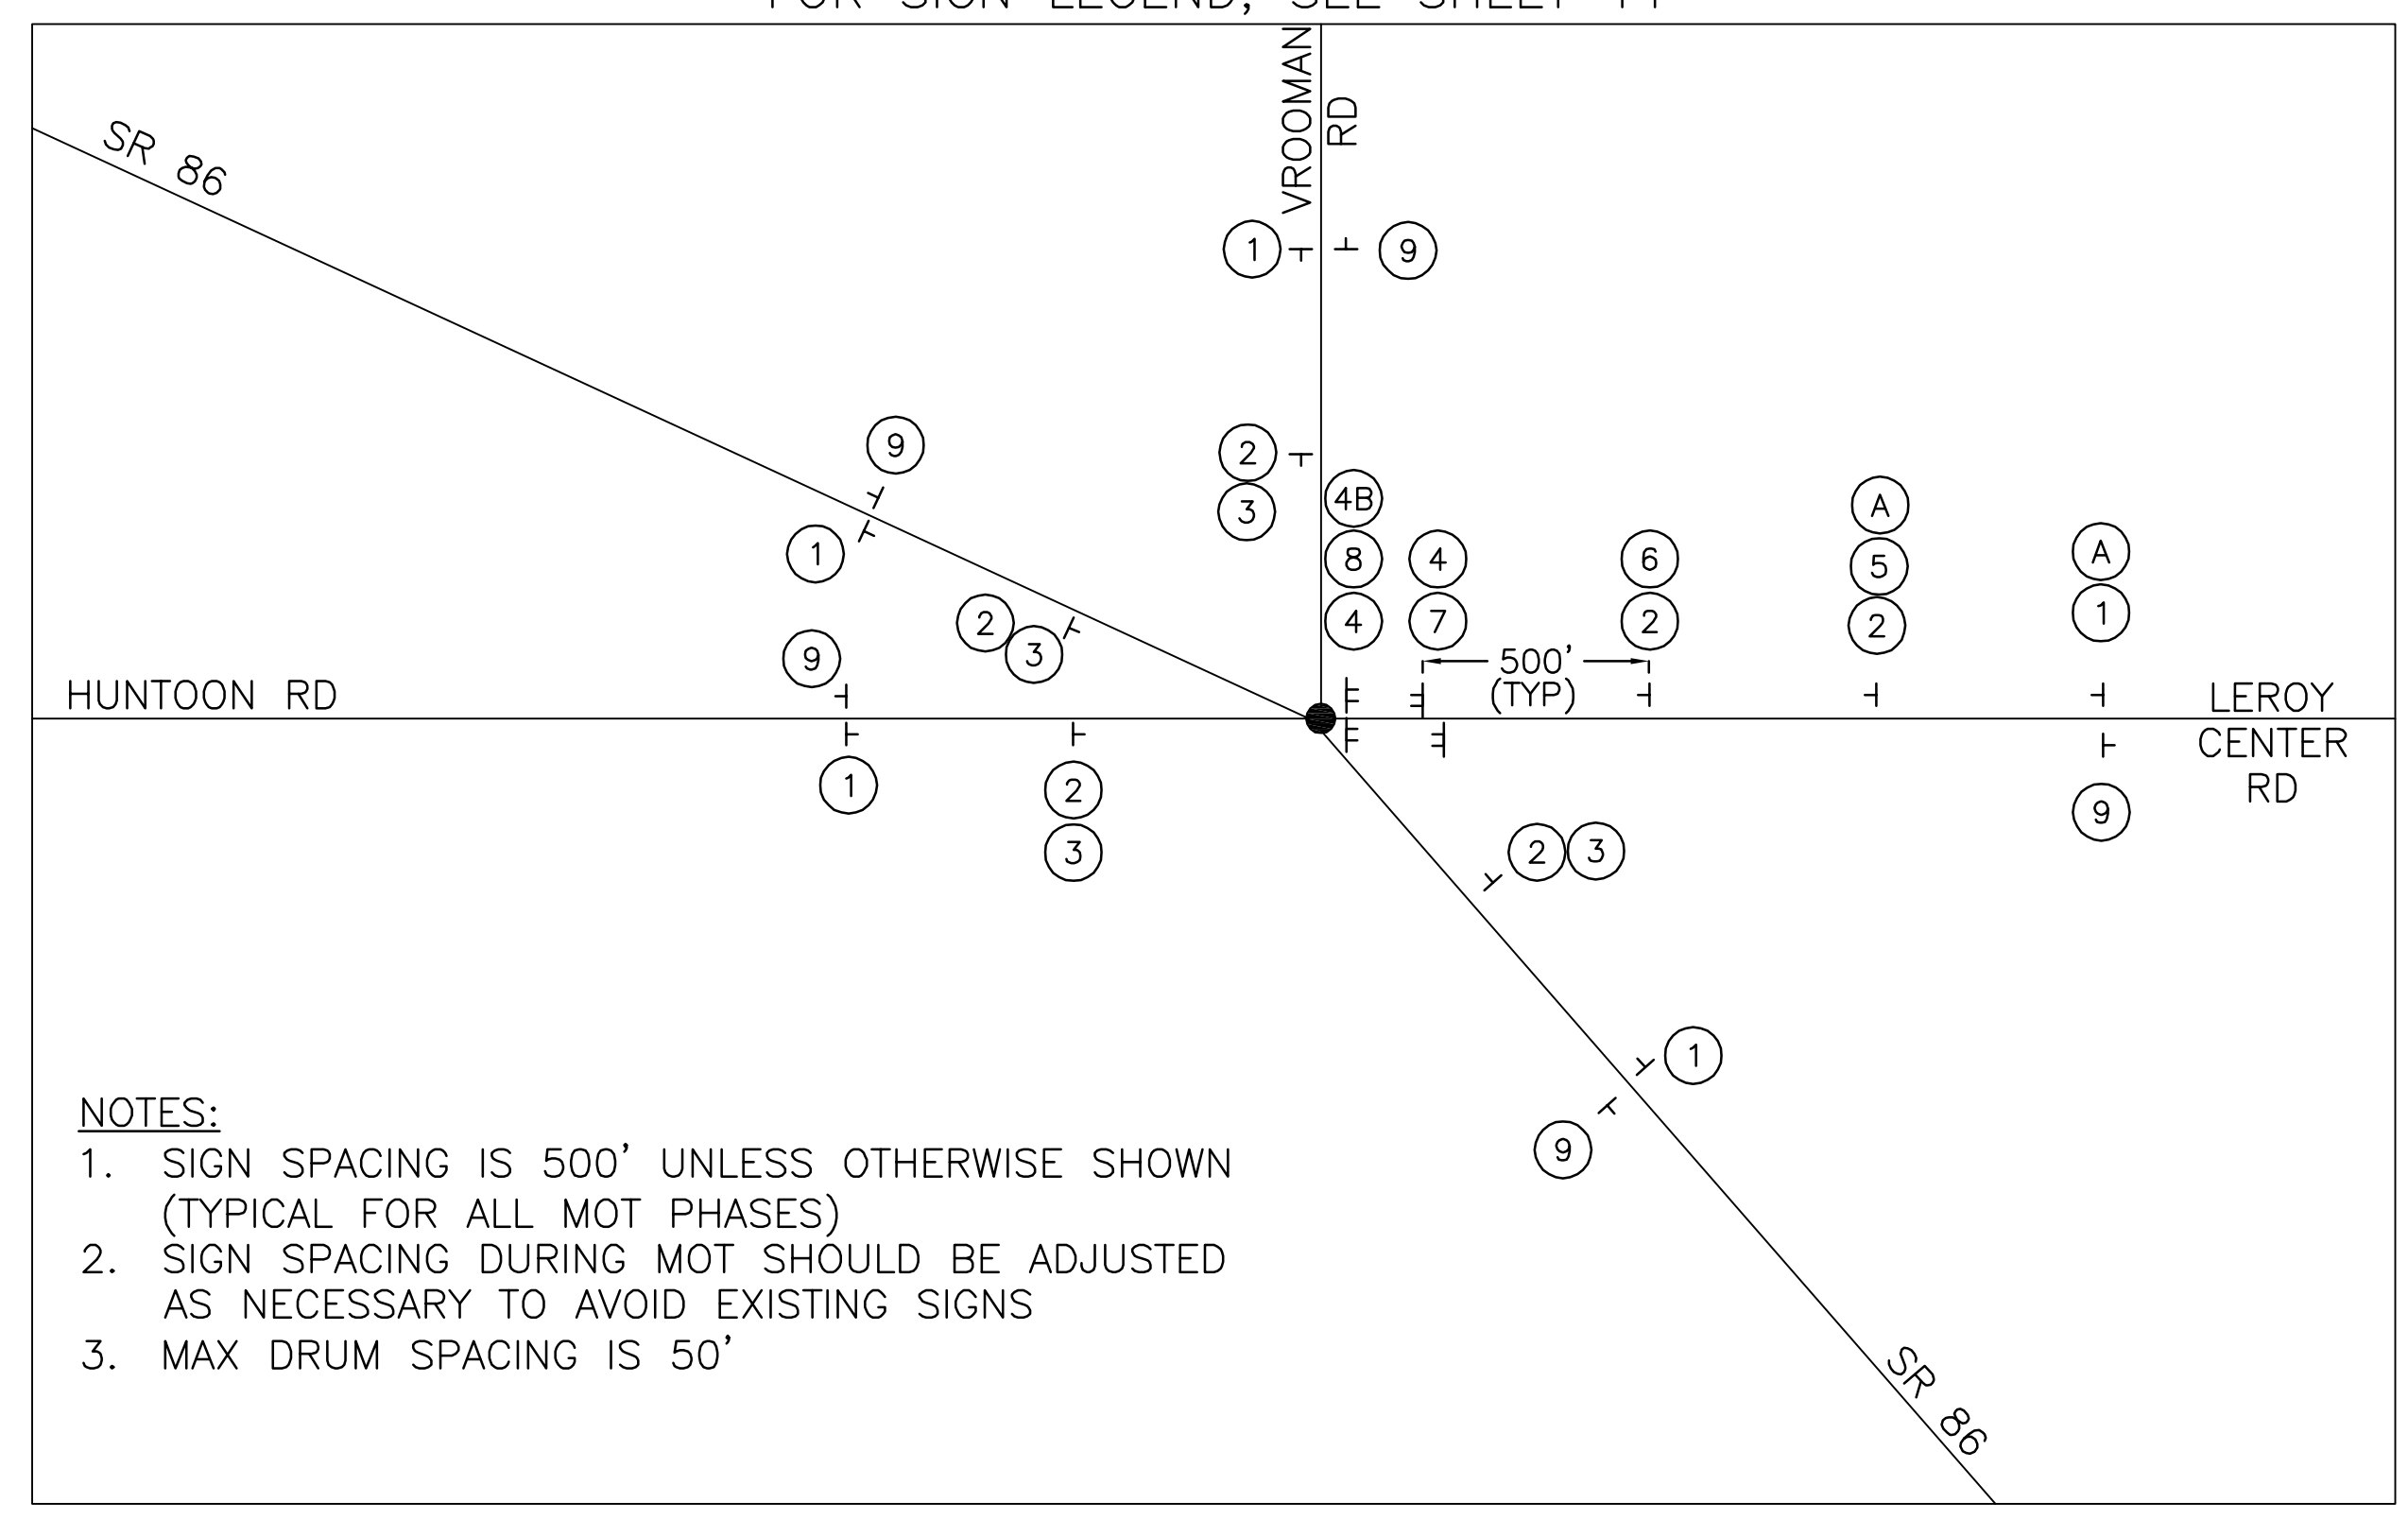 FOR SIGN LEGEND, SEE SHEET
VROOMAN
RD
SR 86
1
9
9
2
3
4B
8
4
4
7
6
2
A
5
2
A
1
1
2
3
9
500'
(TYP)
HUNTOON RD
LEROY
CENTER
RD
1
2
3
9
2
3
1
9
SR 86
NOTES:
1. SIGN SPACING IS 500' UNLESS OTHERWISE SHOWN
(TYPICAL FOR ALL MOT PHASES)
2. SIGN SPACING DURING MOT SHOULD BE ADJUSTED
AS NECESSARY TO AVOID EXISTING SIGNS
3. MAX DRUM SPACING IS 50'